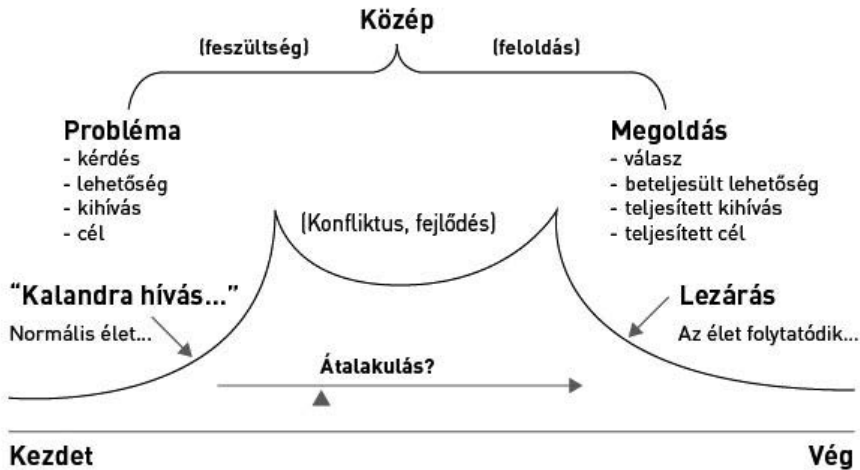 Közép
(feszültség)
(feloldás)
Probléma
- kérdés
- lehetőség
- kihívás
- cél
Megoldás
- válasz
- beteljesült lehetőség
- teljesített kihívás
- teljesített cél
(Konfliktus, fejlődés)
“Kalandra hívás...”
Normális élet...
Lezárás
Az élet folytatódik...
Átalakulás?
Kezdet
Vég